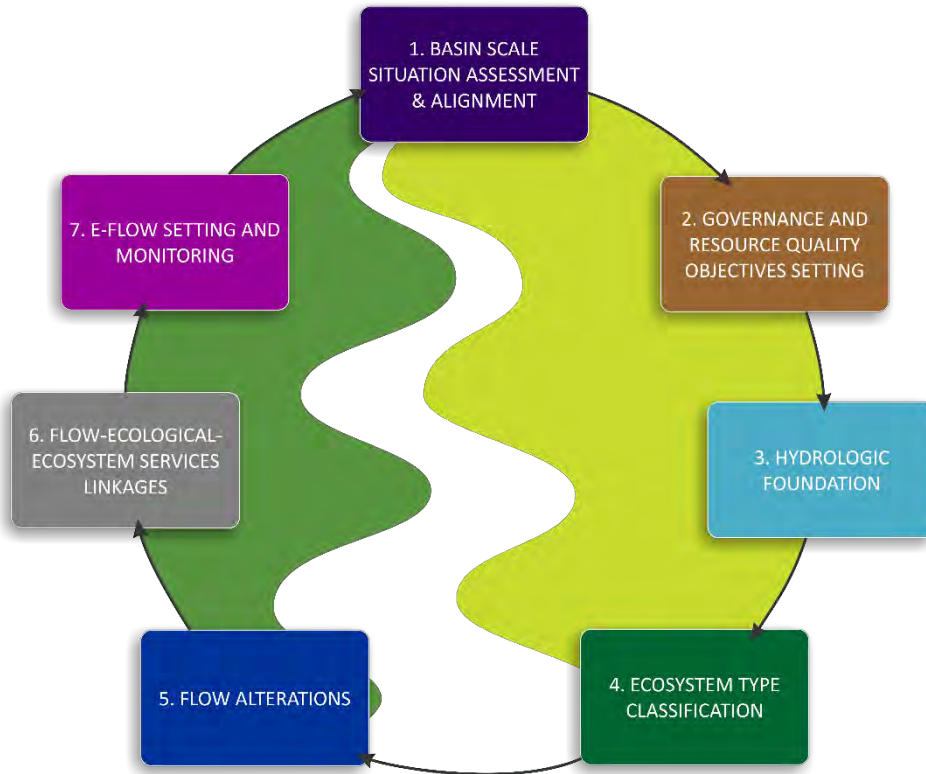 1. BASIN SCALE
SITUATION ASSESSMENT
& ALIGNMENT
2. GOVERNANCE AND
RESOURCE QUALITY
OBJECTIVES SETTING
3. HYDROLOGIC
FOUNDATION
4. ECOSYSTEM TYPE
CLASSIFICATION
5. FLOW ALTERATIONS
6. FLOW-ECOLOGICAL-
ECOSYSTEM SERVICES
LINKAGES
7. E-FLOW SETTING AND
MONITORING